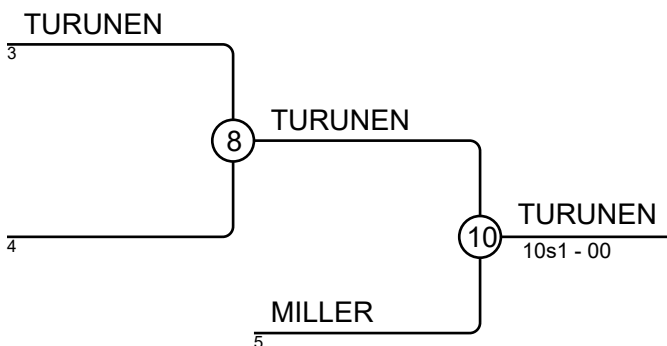 TURUNEN
3
8
TURUNEN
4
10
TURUNEN
10s1 - 00
MILLER
5